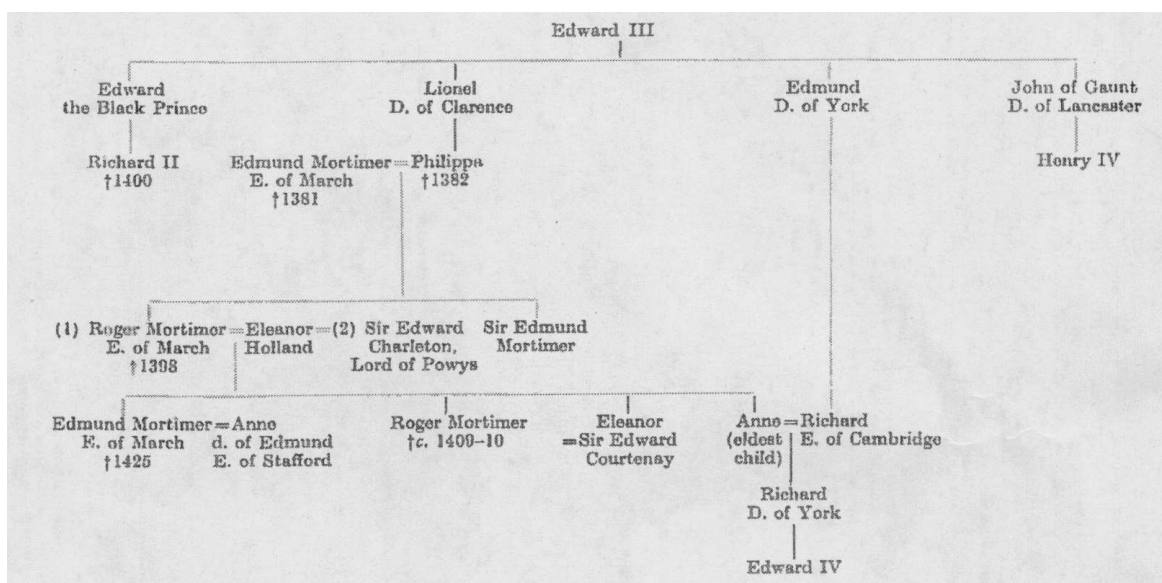 Edward III
Edward
the Black Prince
Lionel
D. of Clarence
Edmund
D. of York
John of Gaunt
D. of Lancaster
Richard II
†1400
Edmund Mortimer = Philippa
E. of March †1382
†1381
Henry IV
(1) Roger Mortimer = Eleanor = (2) Sir Edward
E. of March Holland Charleton,
†1398 Lord of Powys
Sir Edmund
Mortimer
Edmund Mortimer = Anne
E. of March d. of Edmund
†1425 E. of Stafford
Roger Mortimer
†c. 1409–10
Eleanor
=Sir Edward
Courtenay
Anne = Richard
(eldest E. of Cambridge
child)
Richard
D. of York
Edward IV